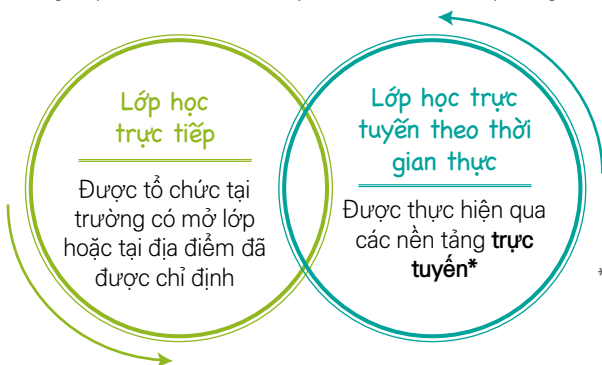 Lớp học
trực tiếp
Được tổ chức tại
trường có mở lớp
hoặc tại địa điểm đã
được chỉ định
Lớp học trực
tuyến theo thời
gian thực
Được thực hiện qua
các nền tảng trực
tuyến*
*